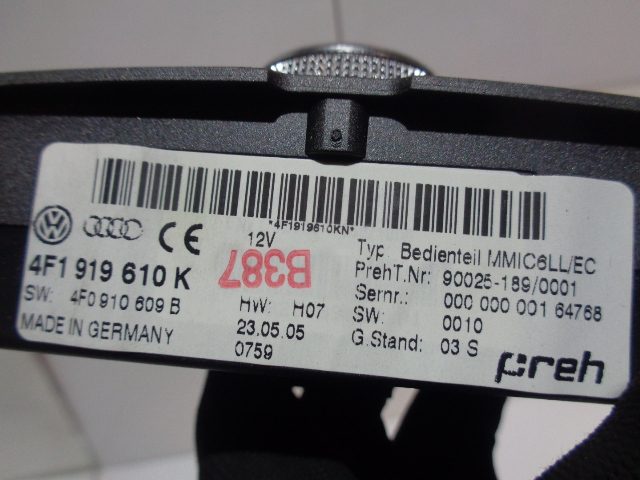 *4F1919610KN*
4F1 919 610 K
SW: 4F0 910 609 B
MADE IN GERMANY
12V
B387
HW: H07
23.05.05
0759
Typ Bedienteil MMIC6LL/EC
PrehT.Nr: 90025-189/0001
Sernr.: 000 000 001 64768
SW: 0010
G.Stand: 03 S
preh